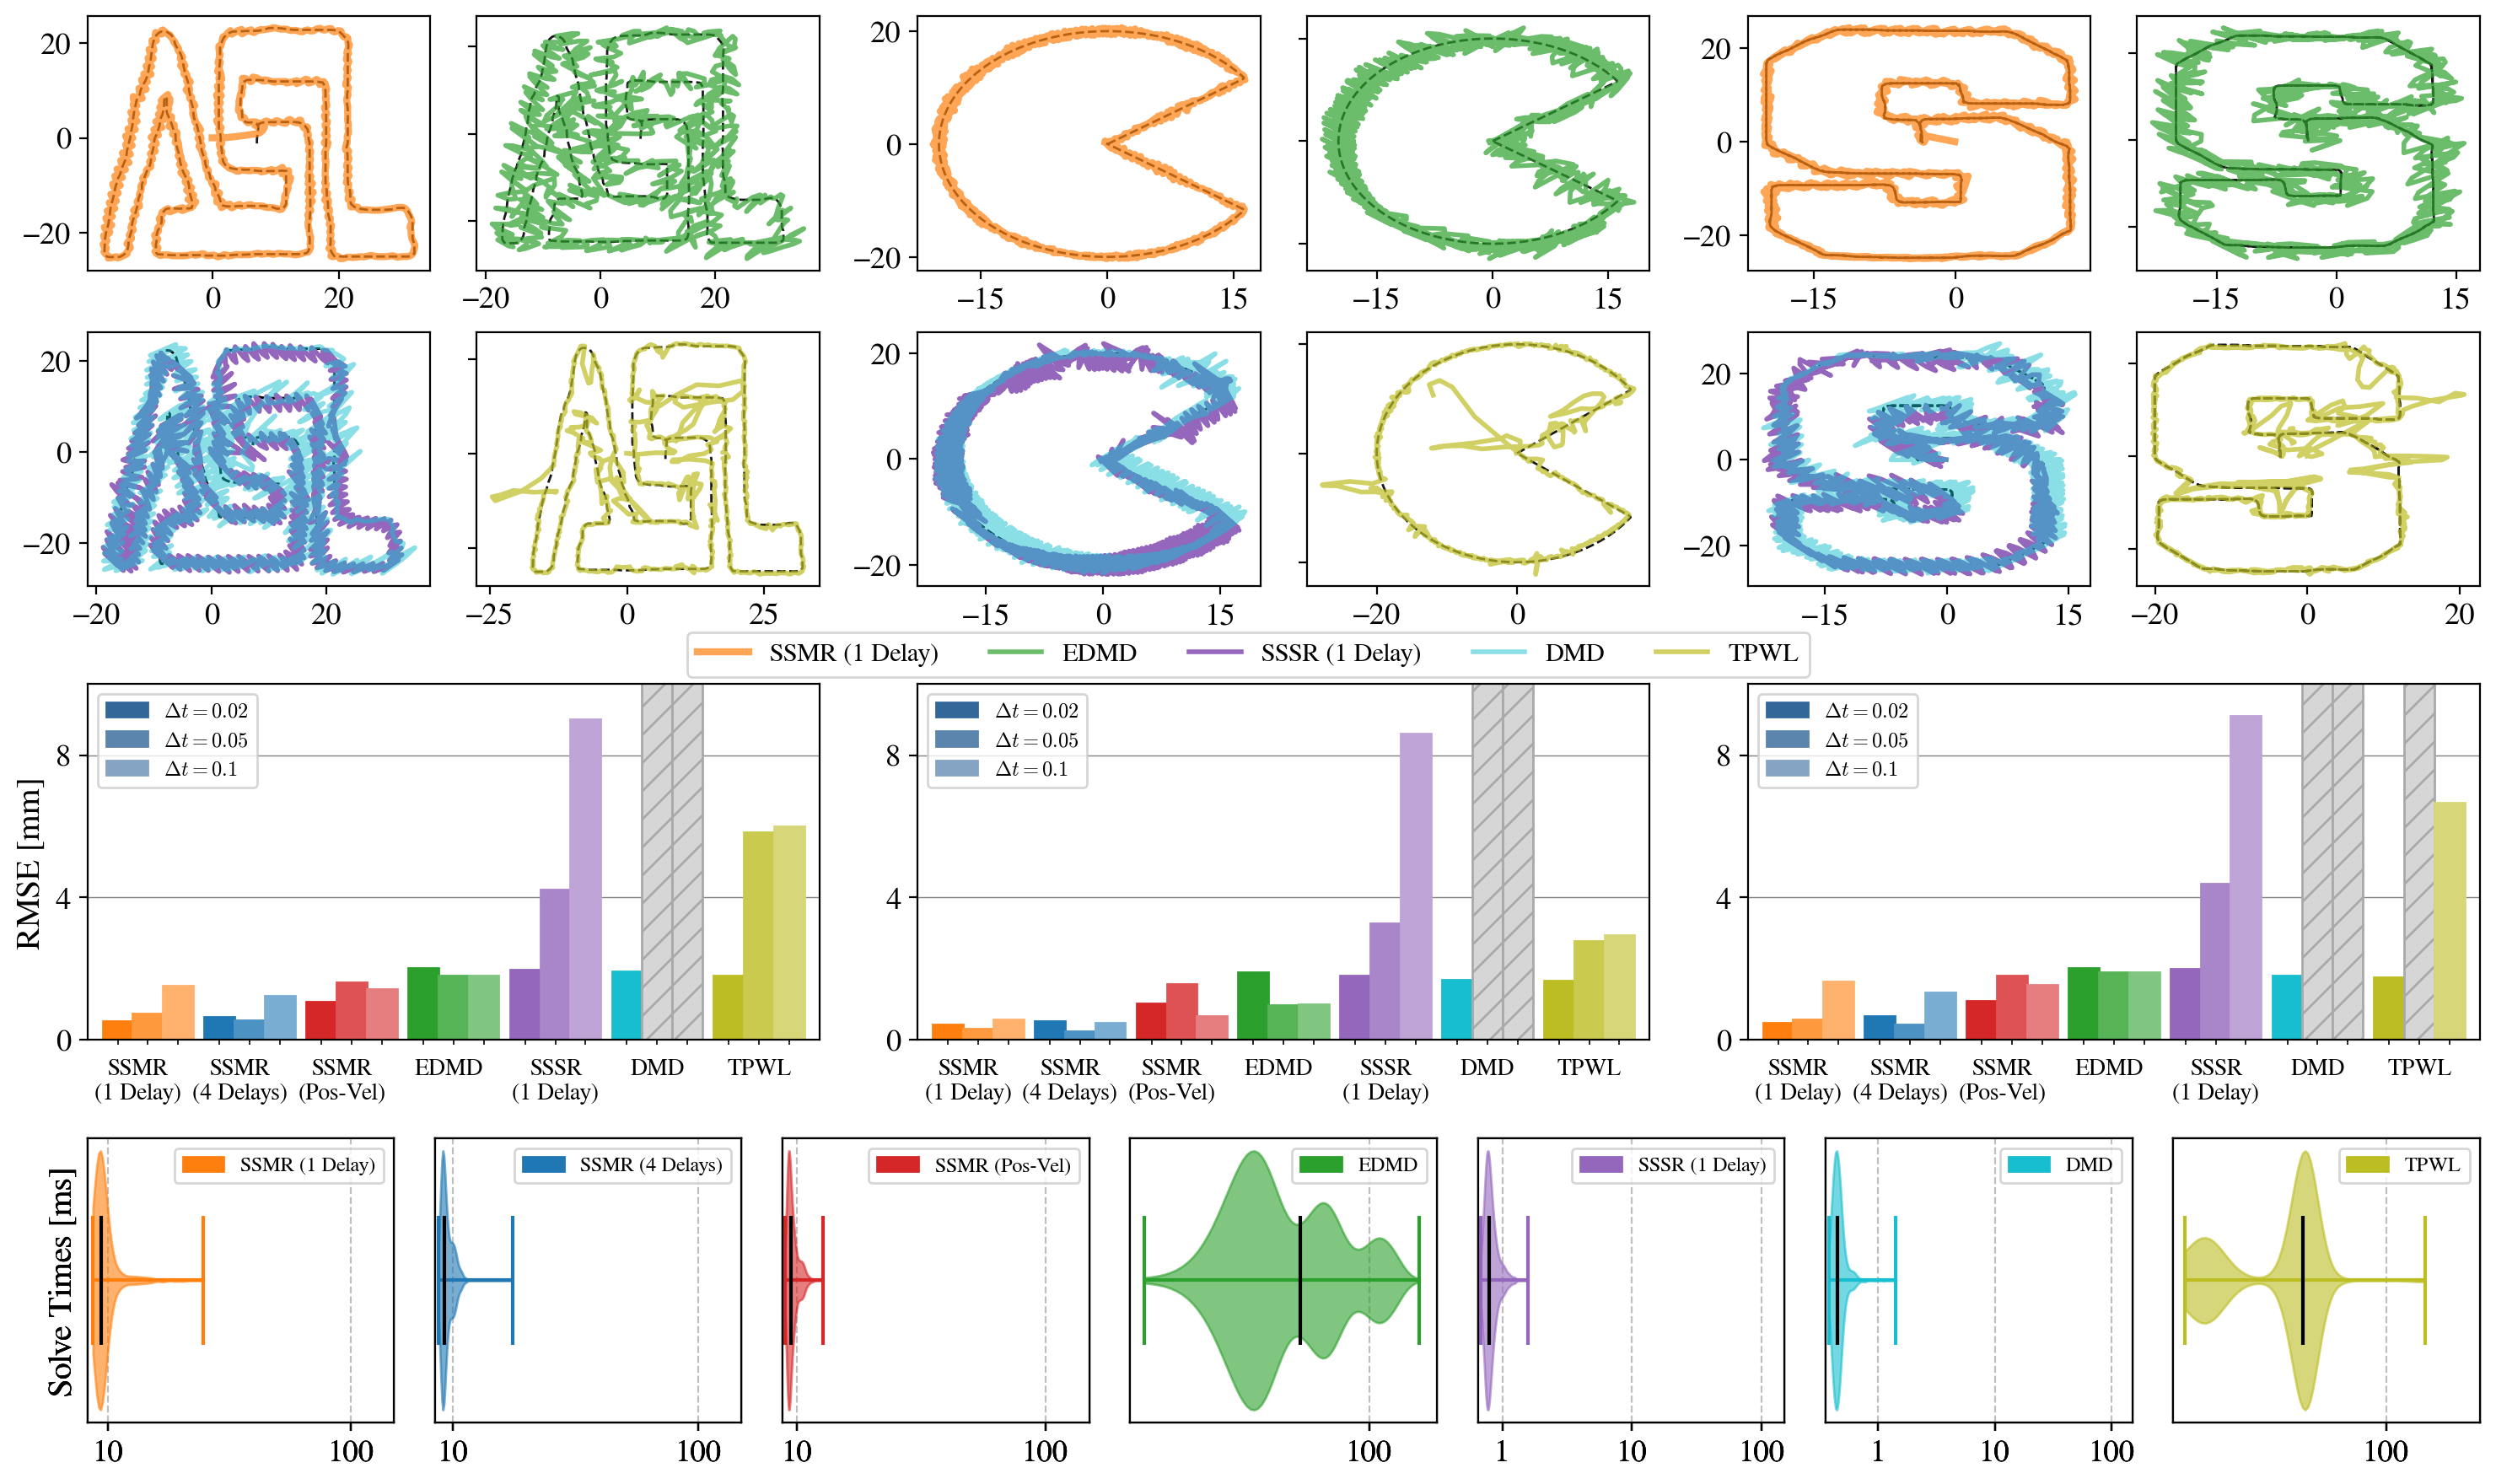 20
0
−20
0
20
−20
0
20
20
0
−20
−15
0
15
−15
0
15
20
0
−20
−15
0
−15
0
15
20
0
−20
−20
0
20
−25
0
25
20
0
−20
−15
0
15
−20
0
20
0
−20
−15
0
15
−20
0
20
SSMR (1 Delay)
EDMD
SSSR (1 Delay)
DMD
TPWL
RMSE [mm]
8
4
0
Δt = 0.02
Δt = 0.05
Δt = 0.1
SSMR
(1 Delay)
SSMR
(4 Delays)
SSMR
(Pos-Vel)
EDMD
SSSR
(1 Delay)
DMD
TPWL
8
4
0
Δt = 0.02
Δt = 0.05
Δt = 0.1
SSMR
(1 Delay)
SSMR
(4 Delays)
SSMR
(Pos-Vel)
EDMD
SSSR
(1 Delay)
DMD
TPWL
8
4
0
Δt = 0.02
Δt = 0.05
Δt = 0.1
SSMR
(1 Delay)
SSMR
(4 Delays)
SSMR
(Pos-Vel)
EDMD
SSSR
(1 Delay)
DMD
TPWL
Solve Times [ms]
SSMR (1 Delay)
10
100
SSMR (4 Delays)
10
100
SSMR (Pos-Vel)
10
100
EDMD
100
SSSR (1 Delay)
1
10
100
DMD
1
10
100
TPWL
100